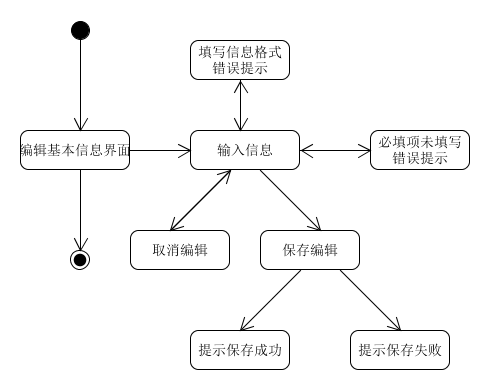 填写信息格式
错误提示
编辑基本信息界面
输入信息
必填项未填写
错误提示
取消编辑
保存编辑
提示保存成功
提示保存失败